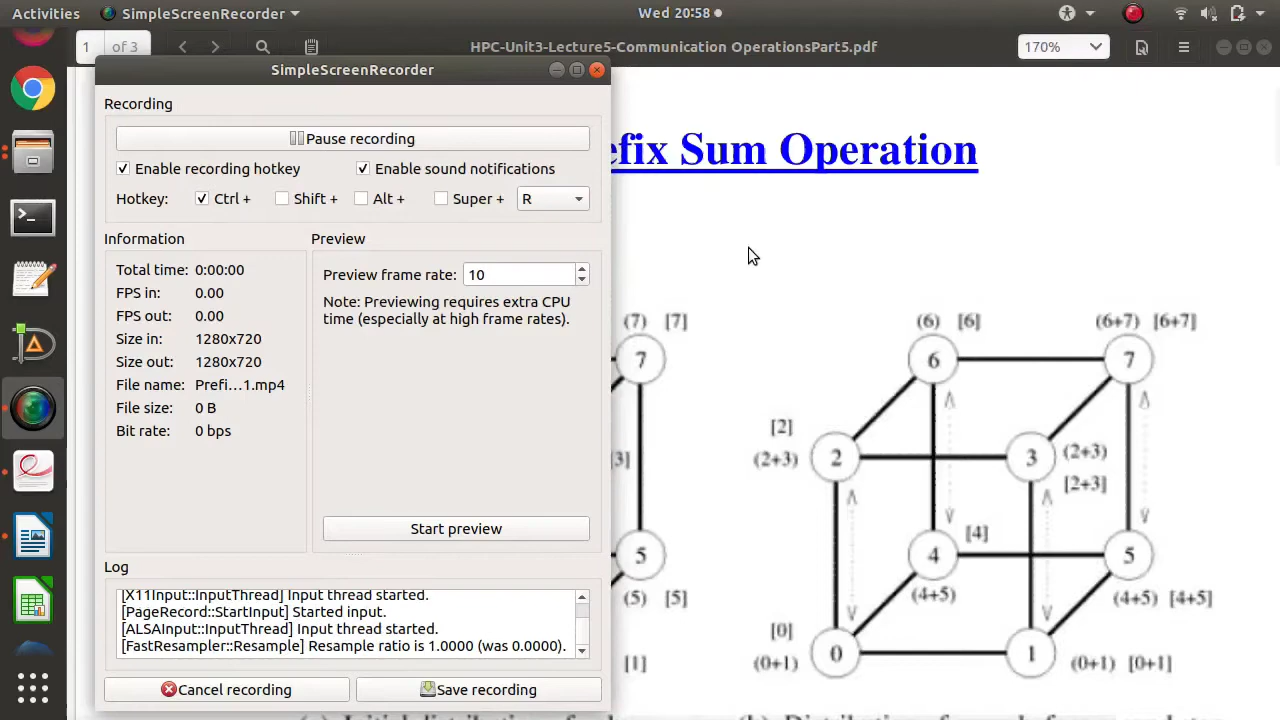 Activities SimpleScreenRecorder Wed 20:58
1 of 3 HPC-Unit3-Lecture5-Communication OperationsPart5.pdf 170%
SimpleScreenRecorder
Recording
Pause recording
Enable recording hotkey Enable sound notifications
Hotkey: Ctrl + Shift + Alt + Super + R
Information
Total time: 0:00:00
FPS in: 0.00
FPS out: 0.00
Size in: 1280x720
Size out: 1280x720
File name: Prefi...1.mp4
File size: 0 B
Bit rate: 0 bps
Preview
Preview frame rate: 10
Note: Previewing requires extra CPU
time (especially at high frame rates).
Start preview
Log
[X11Input::InputThread] Input thread started.
[PageRecord::StartInput] Started input.
[ALSAInput::InputThread] Input thread started.
[FastResampler::Resample] Resample ratio is 1.0000 (was 0.0000).
Cancel recording Save recording
efix Sum Operation
(7) [7]
7
3]
5
(5) [5]
[1]
(6) [6] (6+7) [6+7]
6 7
[2]
(2+3) 2 3 (2+3)
[2+3]
[4]
4 5
(4+5) (4+5) [4+5]
[0]
(0+1) 0 1 (0+1) [0+1]